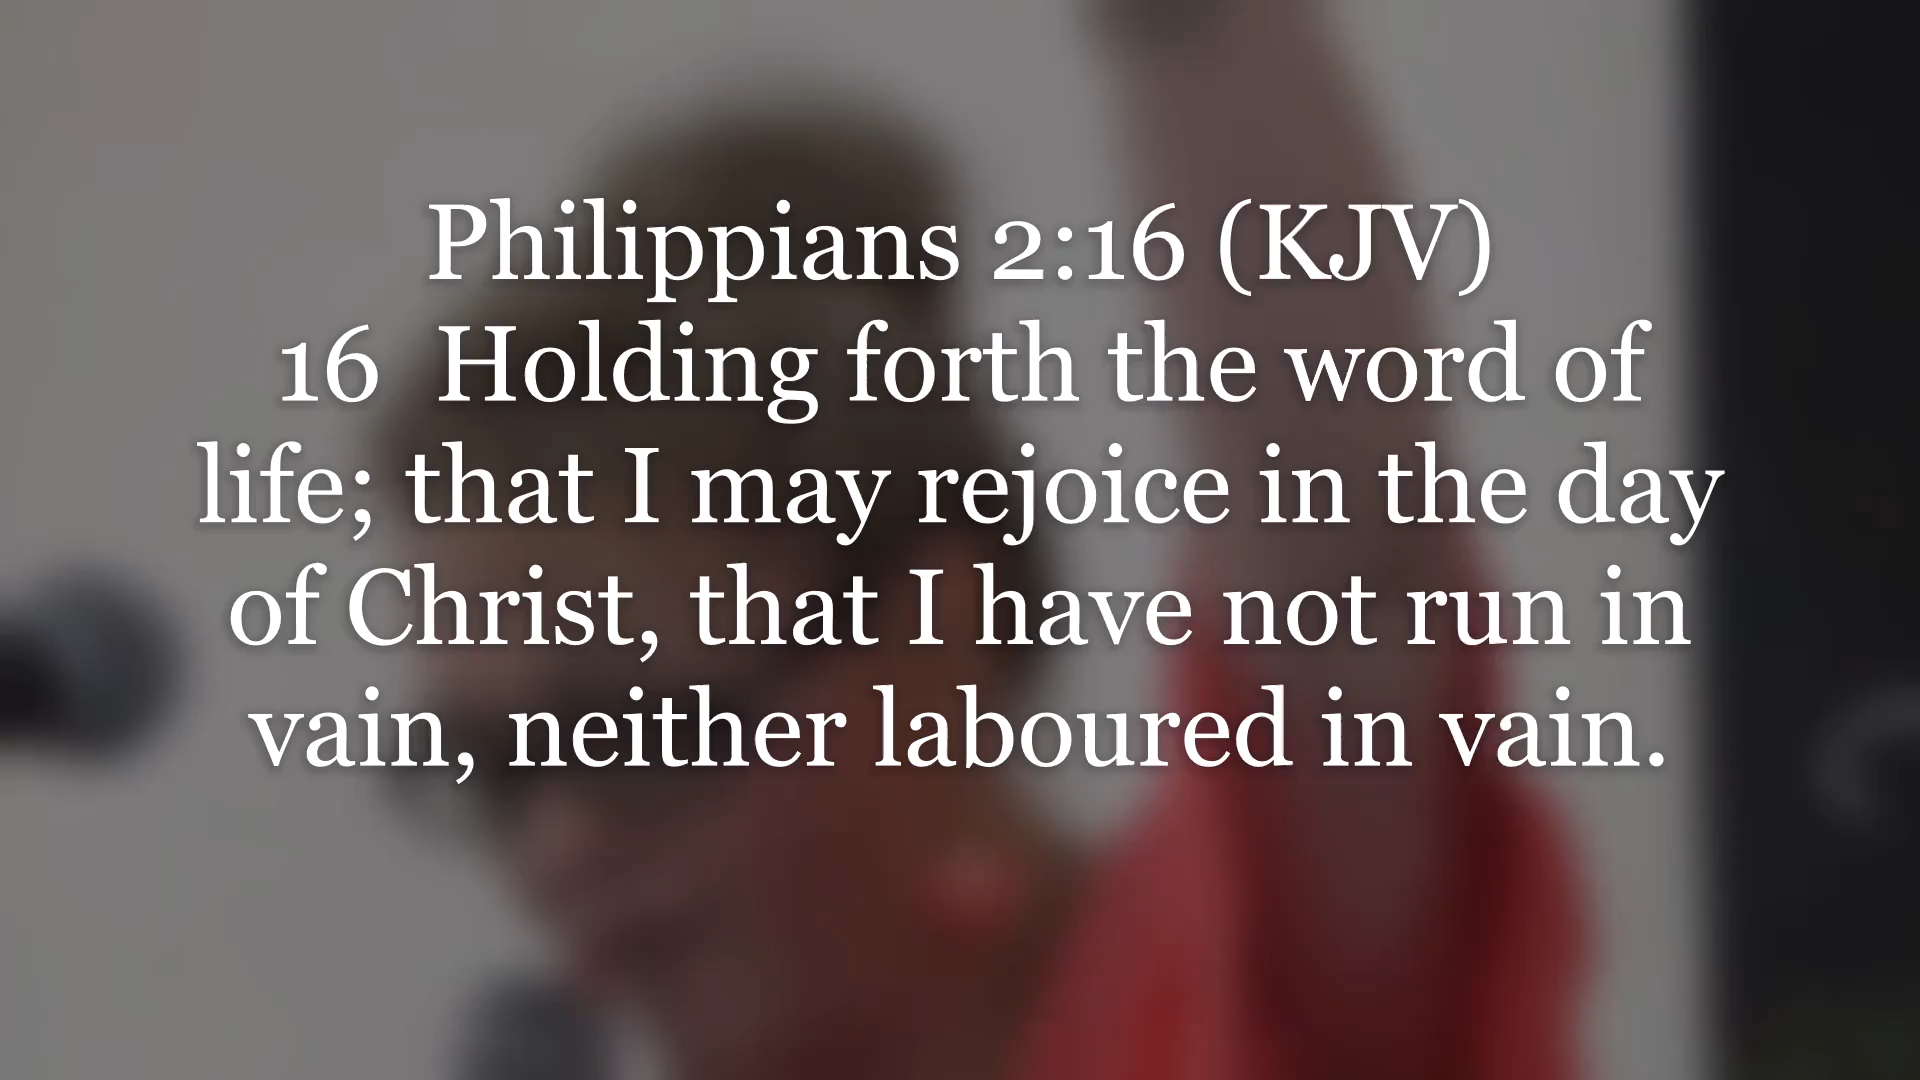 Philippians 2:16 (KJV)
16  Holding forth the word of
life; that I may rejoice in the day
of Christ, that I have not run in
vain, neither laboured in vain.